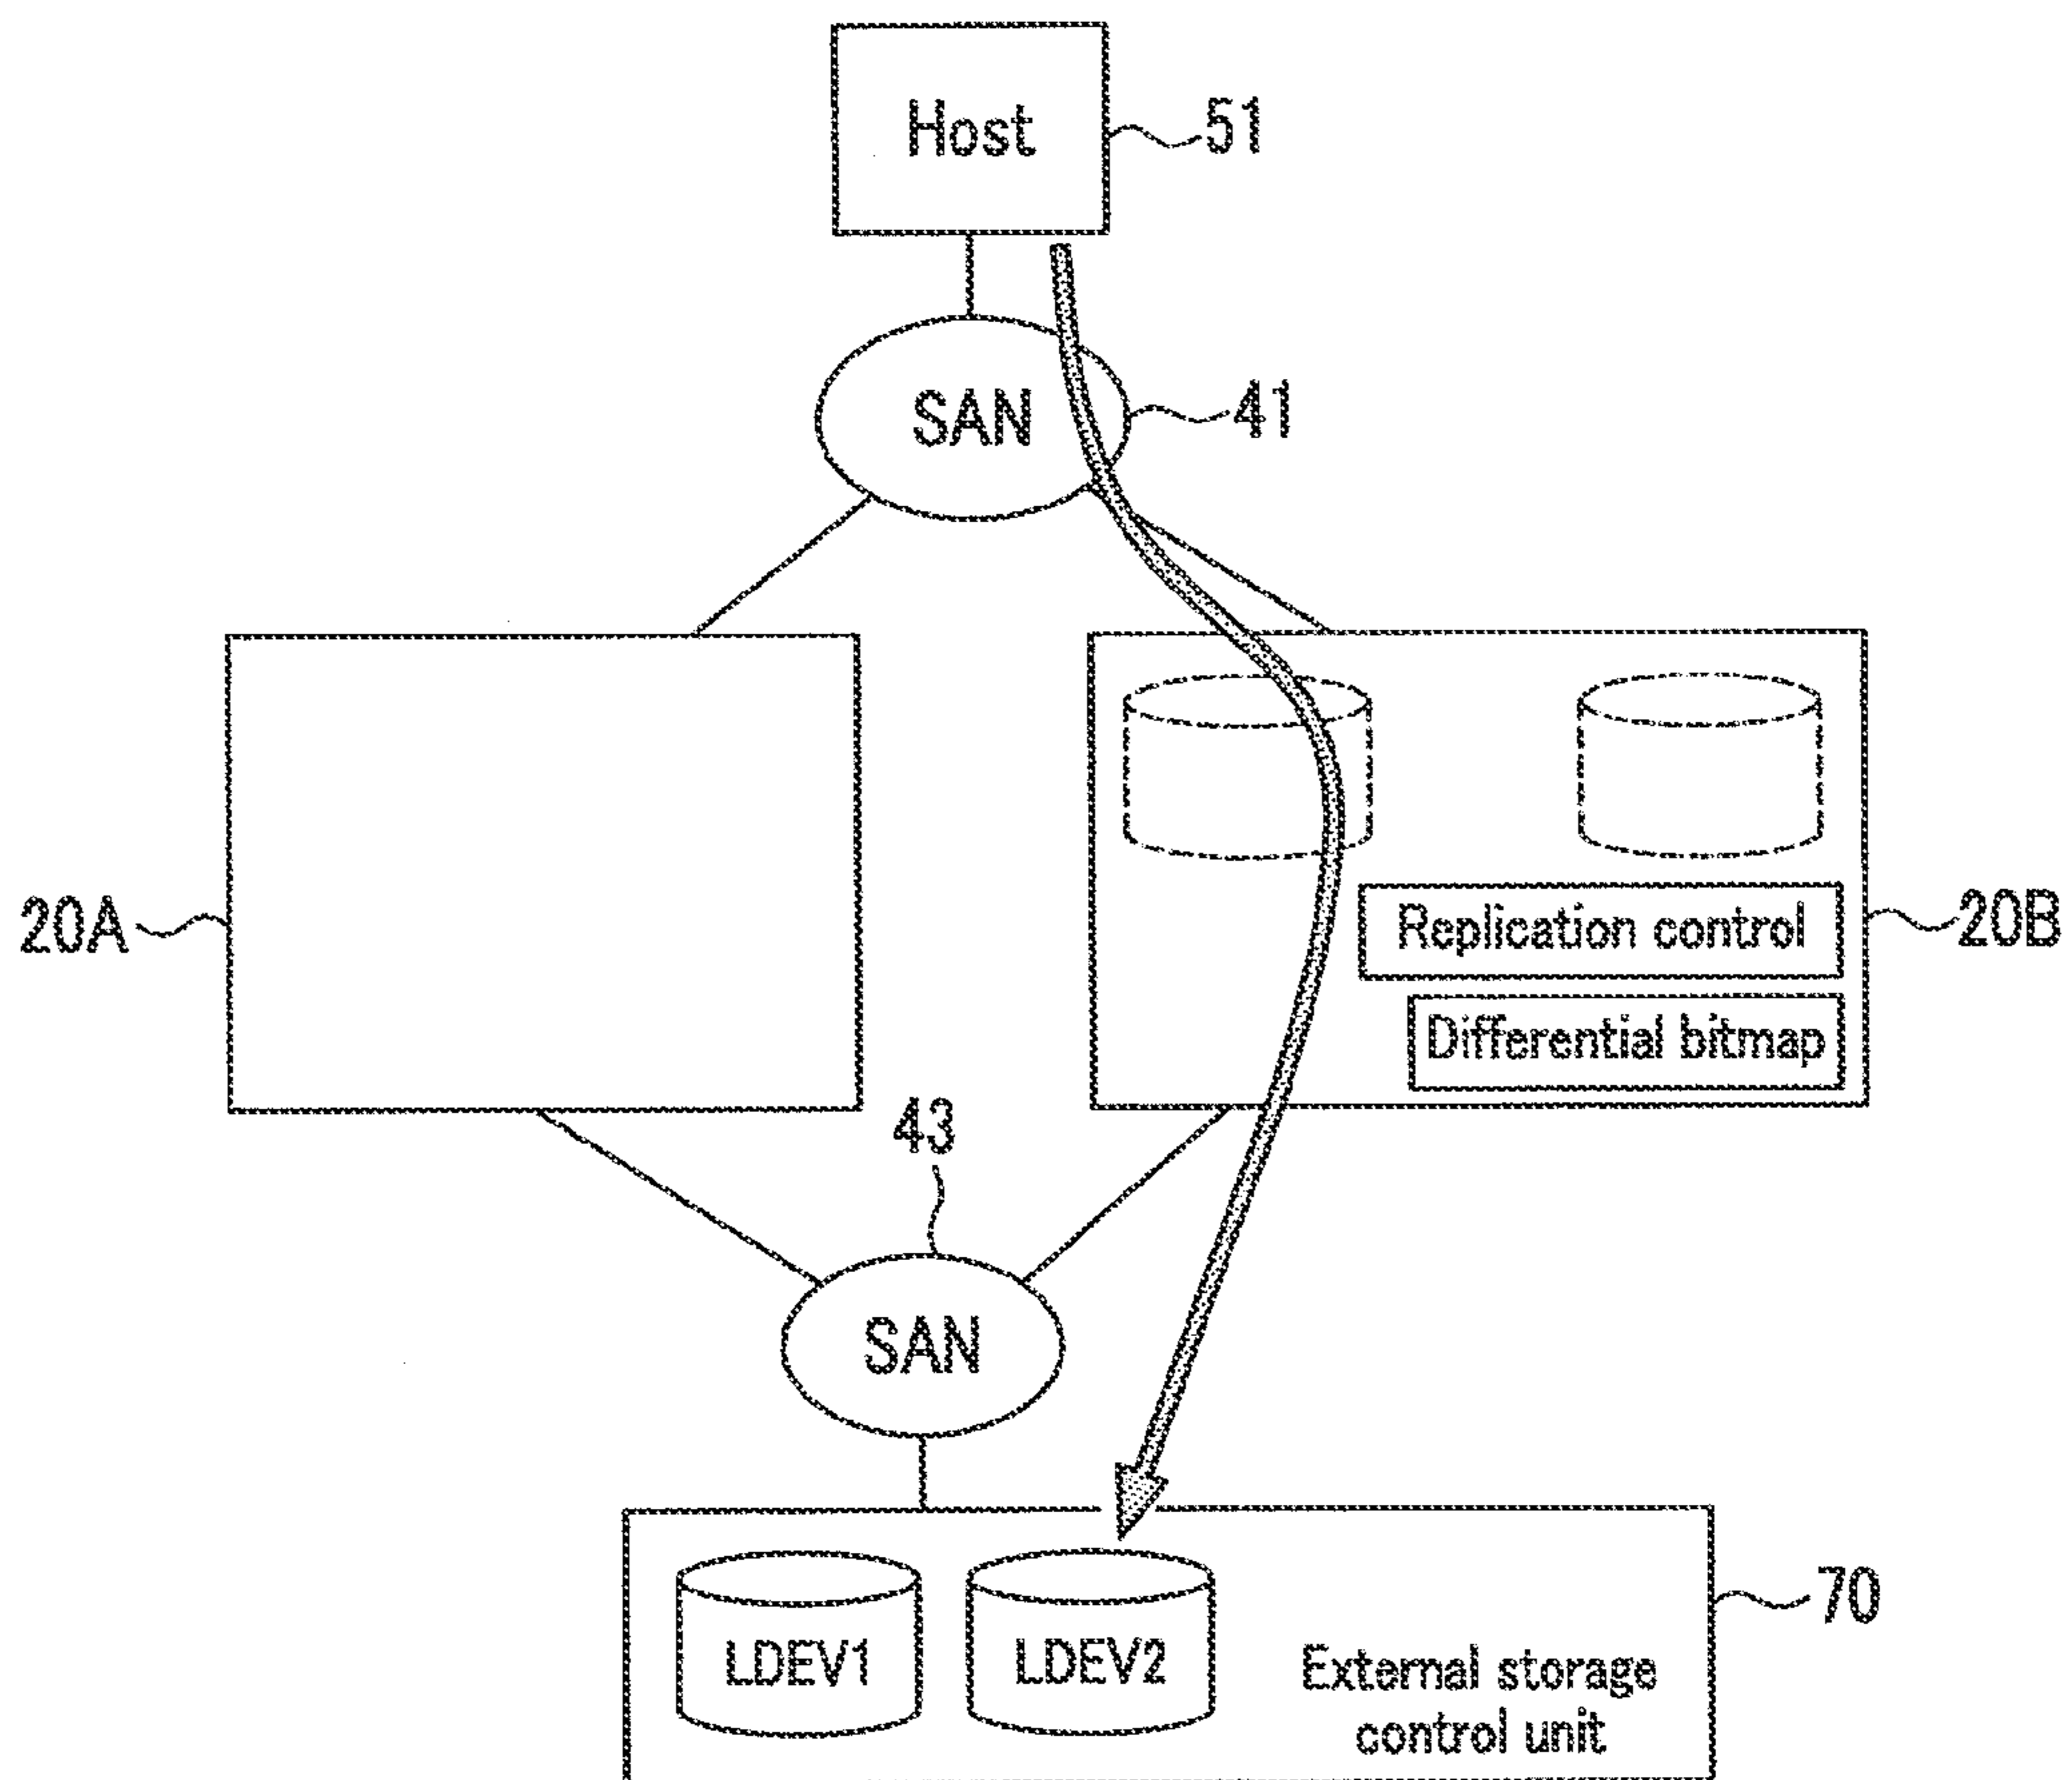 Host
51
SAN
41
20A
Replication control
20B
Differential bitmap
43
SAN
LDEV1
LDEV2
70
External storage
control unit